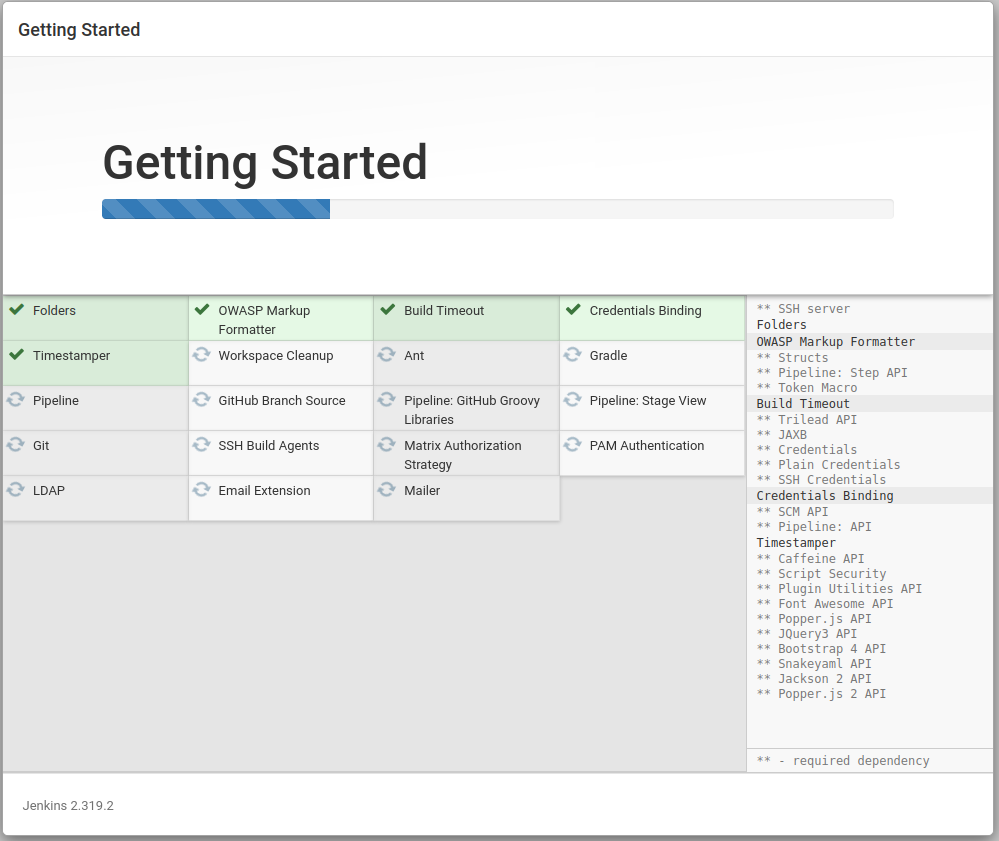 Getting Started
Getting Started
Folders
OWASP Markup
Formatter
Build Timeout
Credentials Binding
Timestamper
Workspace Cleanup
Ant
Gradle
Pipeline
GitHub Branch Source
Pipeline: GitHub Groovy
Libraries
Pipeline: Stage View
Git
SSH Build Agents
Matrix Authorization
Strategy
PAM Authentication
LDAP
Email Extension
Mailer
** SSH server
Folders
OWASP Markup Formatter
** Structs
** Pipeline: Step API
** Token Macro
Build Timeout
** Trilead API
** JAXB
** Credentials
** Plain Credentials
** SSH Credentials
Credentials Binding
** SCM API
** Pipeline: API
Timestamper
** Caffeine API
** Script Security
** Plugin Utilities API
** Font Awesome API
** Popper.js API
** JQuery3 API
** Bootstrap 4 API
** Snakeyaml API
** Jackson 2 API
** Popper.js 2 API
** - required dependency
Jenkins 2.319.2